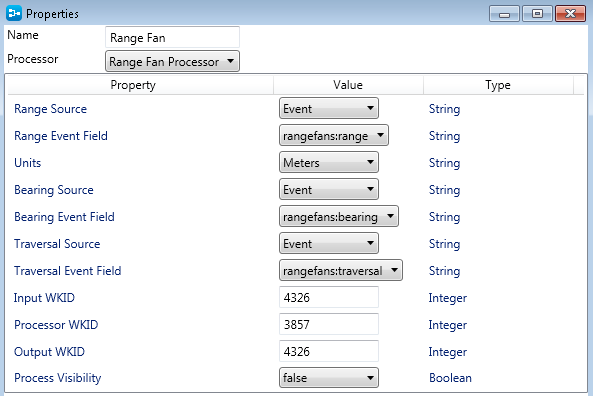 Properties
Name Range Fan
Processor Range Fan Processor
Property Value Type
Range Source Event String
Range Event Field rangefans:range String
Units Meters String
Bearing Source Event String
Bearing Event Field rangefans:bearing String
Traversal Source Event String
Traversal Event Field rangefans:traversal String
Input WKID 4326 Integer
Processor WKID 3857 Integer
Output WKID 4326 Integer
Process Visibility false Boolean